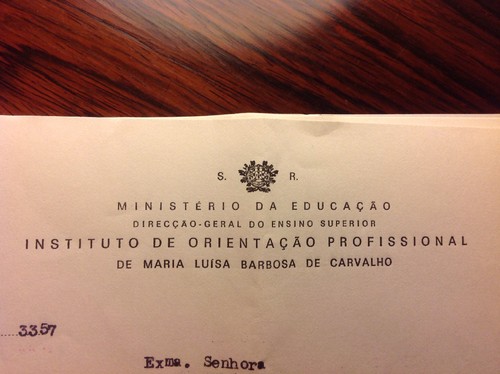 S. R.
MINISTÉRIO DA EDUCAÇÃO
DIRECÇÃO-GERAL DO ENSINO SUPERIOR
INSTITUTO DE ORIENTAÇÃO PROFISSIONAL
DE MARIA LUÍSA BARBOSA DE CARVALHO
.....3357
Exma. Senhora